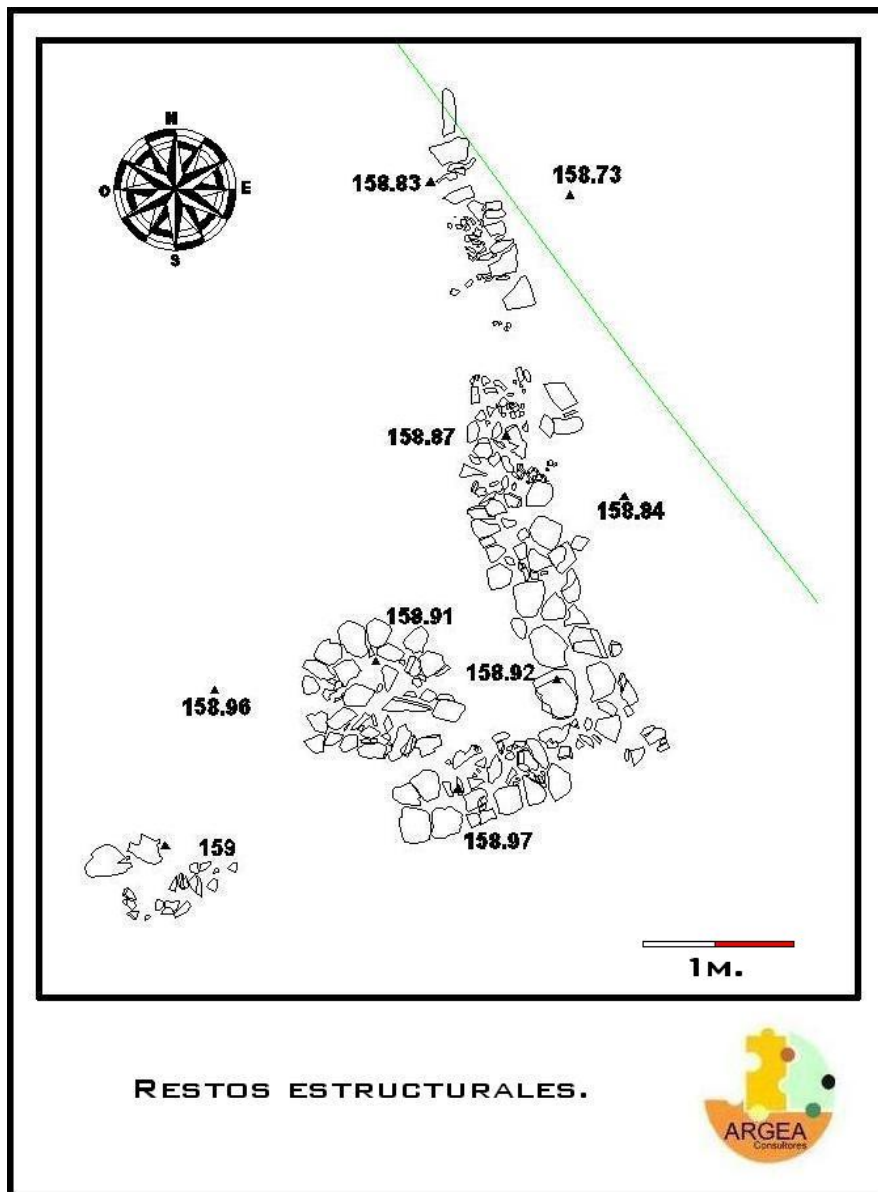 N
O
E
S
158.83
158.73
158.87
158.84
158.91
158.92
158.96
158.97
159
1M.
RESTOS ESTRUCTURALES.
ARGEA
Consultores